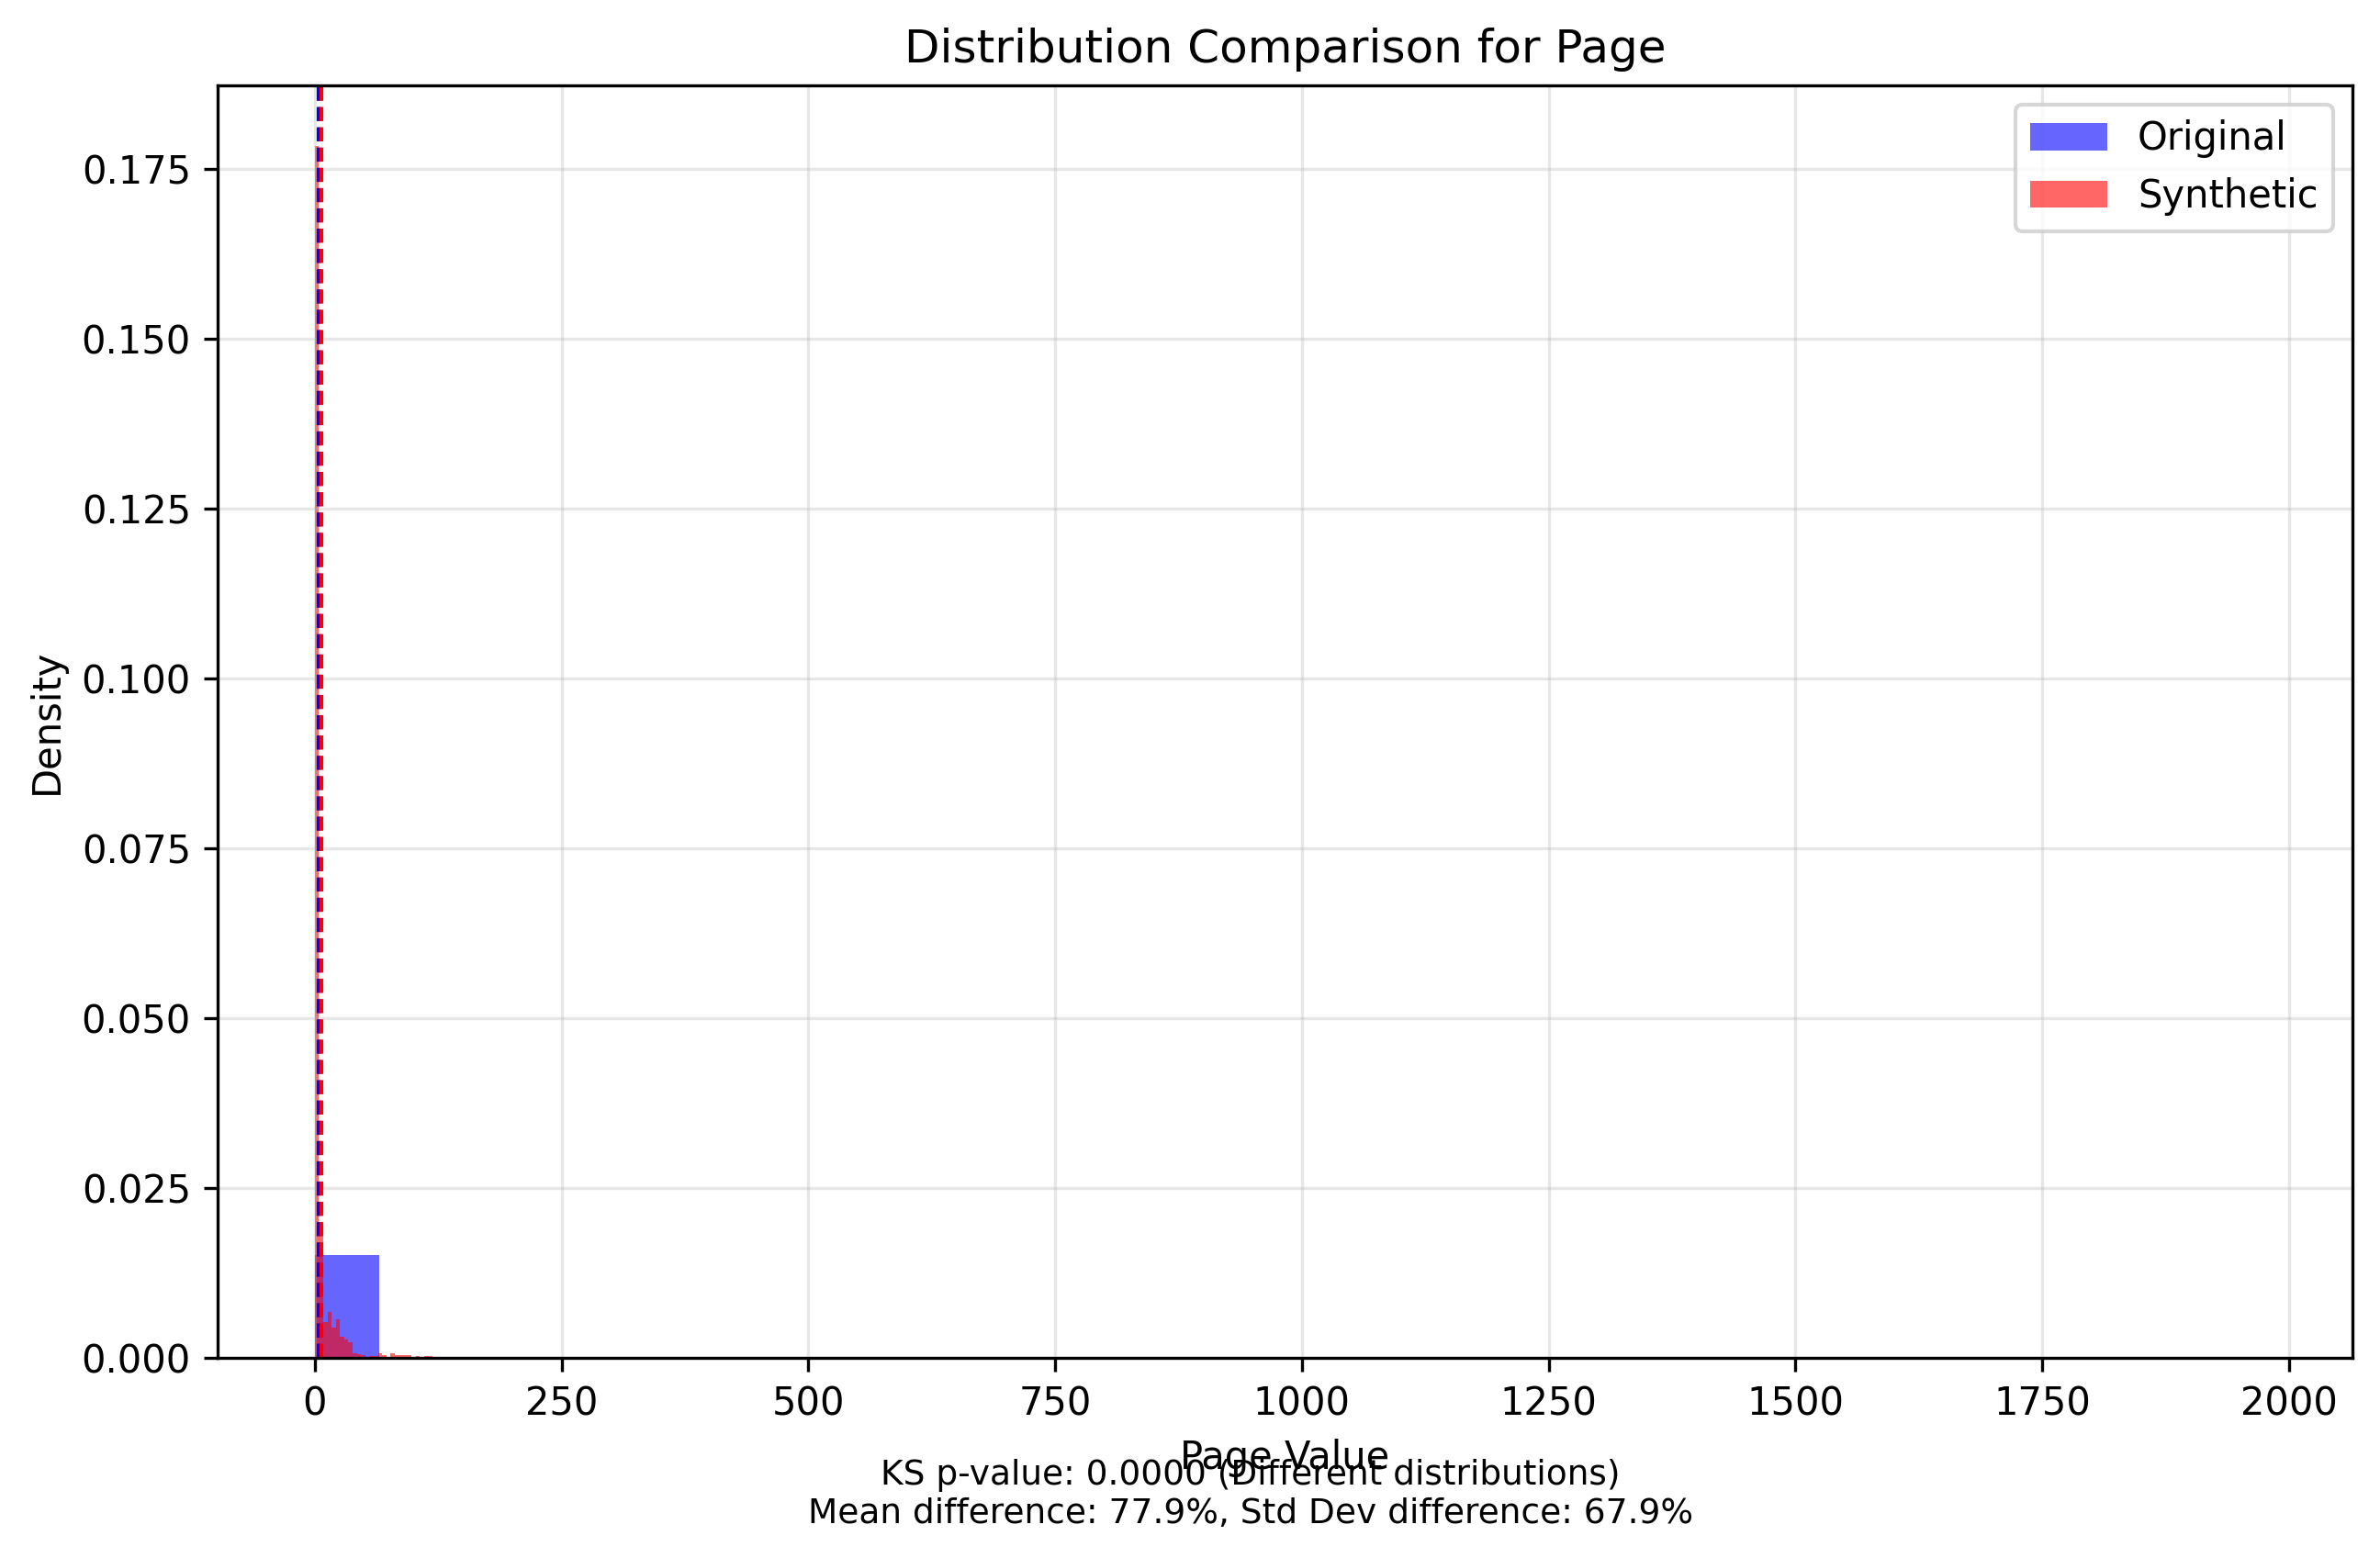 Distribution Comparison for Page
Original
Synthetic
Density
0.175
0.150
0.125
0.100
0.075
0.050
0.025
0.000
0 250 500 750 1000 1250 1500 1750 2000
Page Value
KS p-value: 0.0000 (Different distributions)
Mean difference: 77.9%, Std Dev difference: 67.9%